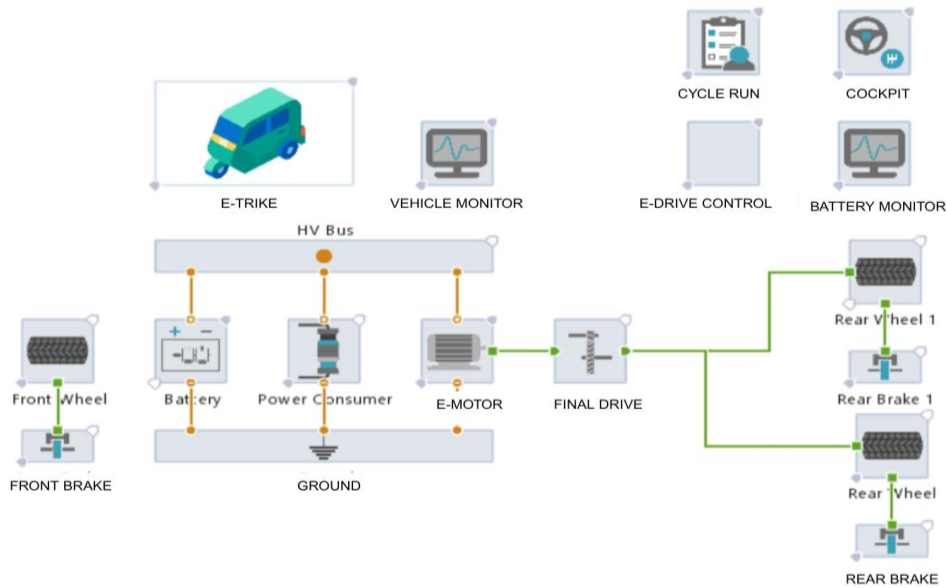 CYCLE RUN
COCKPIT
E-TRIKE
VEHICLE MONITOR
E-DRIVE CONTROL
BATTERY MONITOR
HV Bus
Rear Wheel 1
Front Wheel
Battery
Power Consumer
E-MOTOR
FINAL DRIVE
Rear Brake 1
FRONT BRAKE
GROUND
Rear Wheel
REAR BRAKE